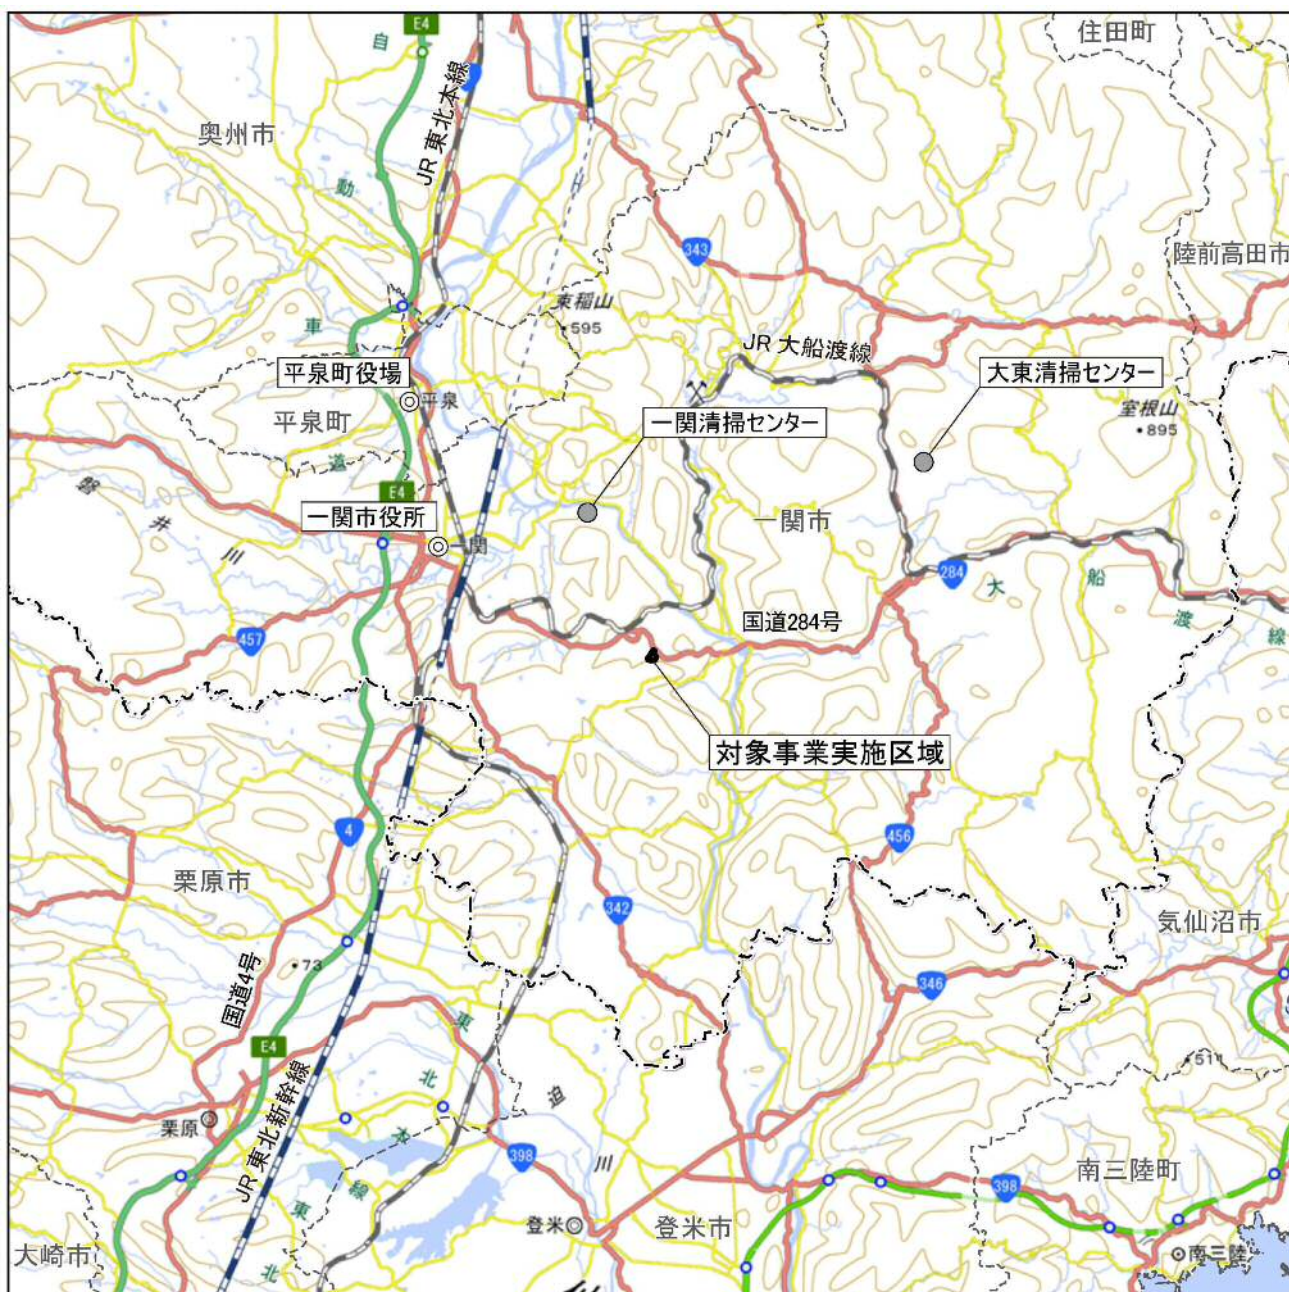 E4
住田町
自
JR 東北本線
奥州市
動
343
陸前高田市
束稲山
595
車
JR 大船渡線
平泉町役場
大東清掃センター
平泉
室根山
895
平泉町
一関清掃センター
道
E4
磐
井
川
一関市役所
一関市
一関
284
大
船
渡
線
国道284号
457
対象事業実施区域
4
456
栗原市
342
気仙沼市
73
国道4号
346
E4
東
北
本
線
511
迫
川
栗原
JR 東北新幹線
398
南三陸町
398
東
北
登米
登米市
大崎市
南三陸